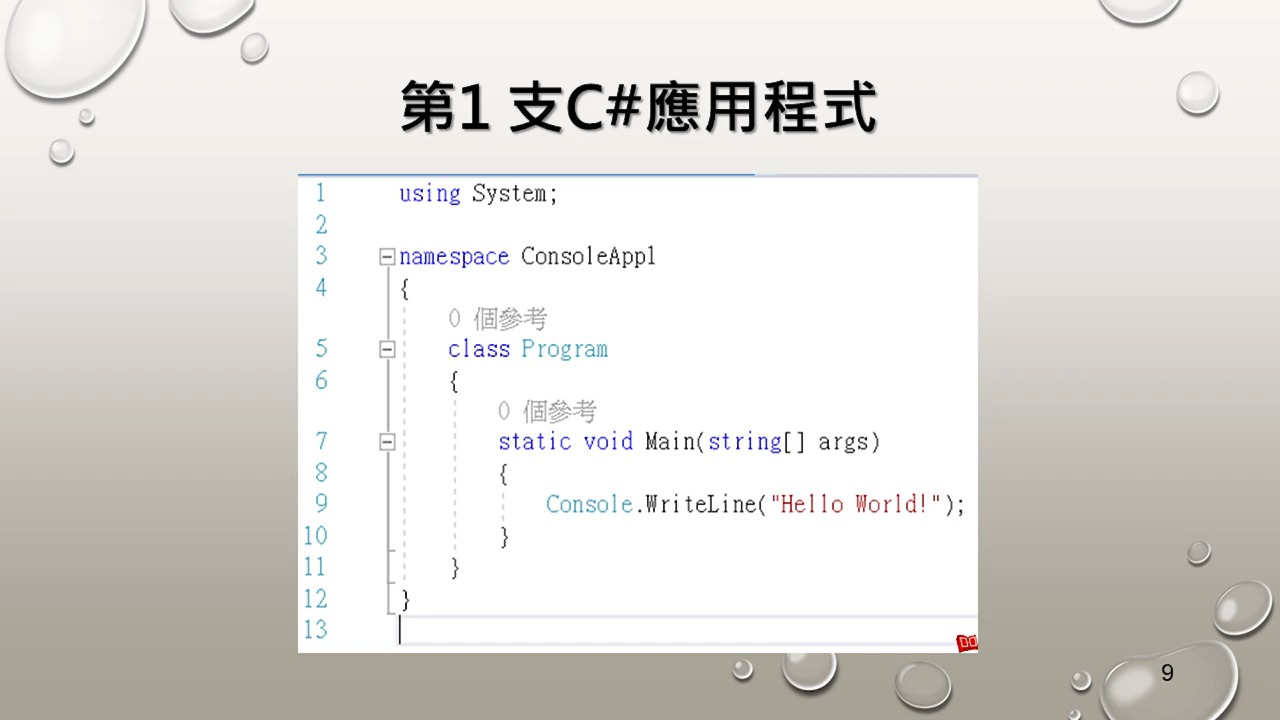 第1 支C#應用程式
1 using System;
2
3 namespace ConsoleAppl
4 {
0 個參考
5 class Program
6 {
0 個參考
7 static void Main(string[] args)
8 {
9 Console.WriteLine("Hello World!");
10 }
11 }
12 }
13
9